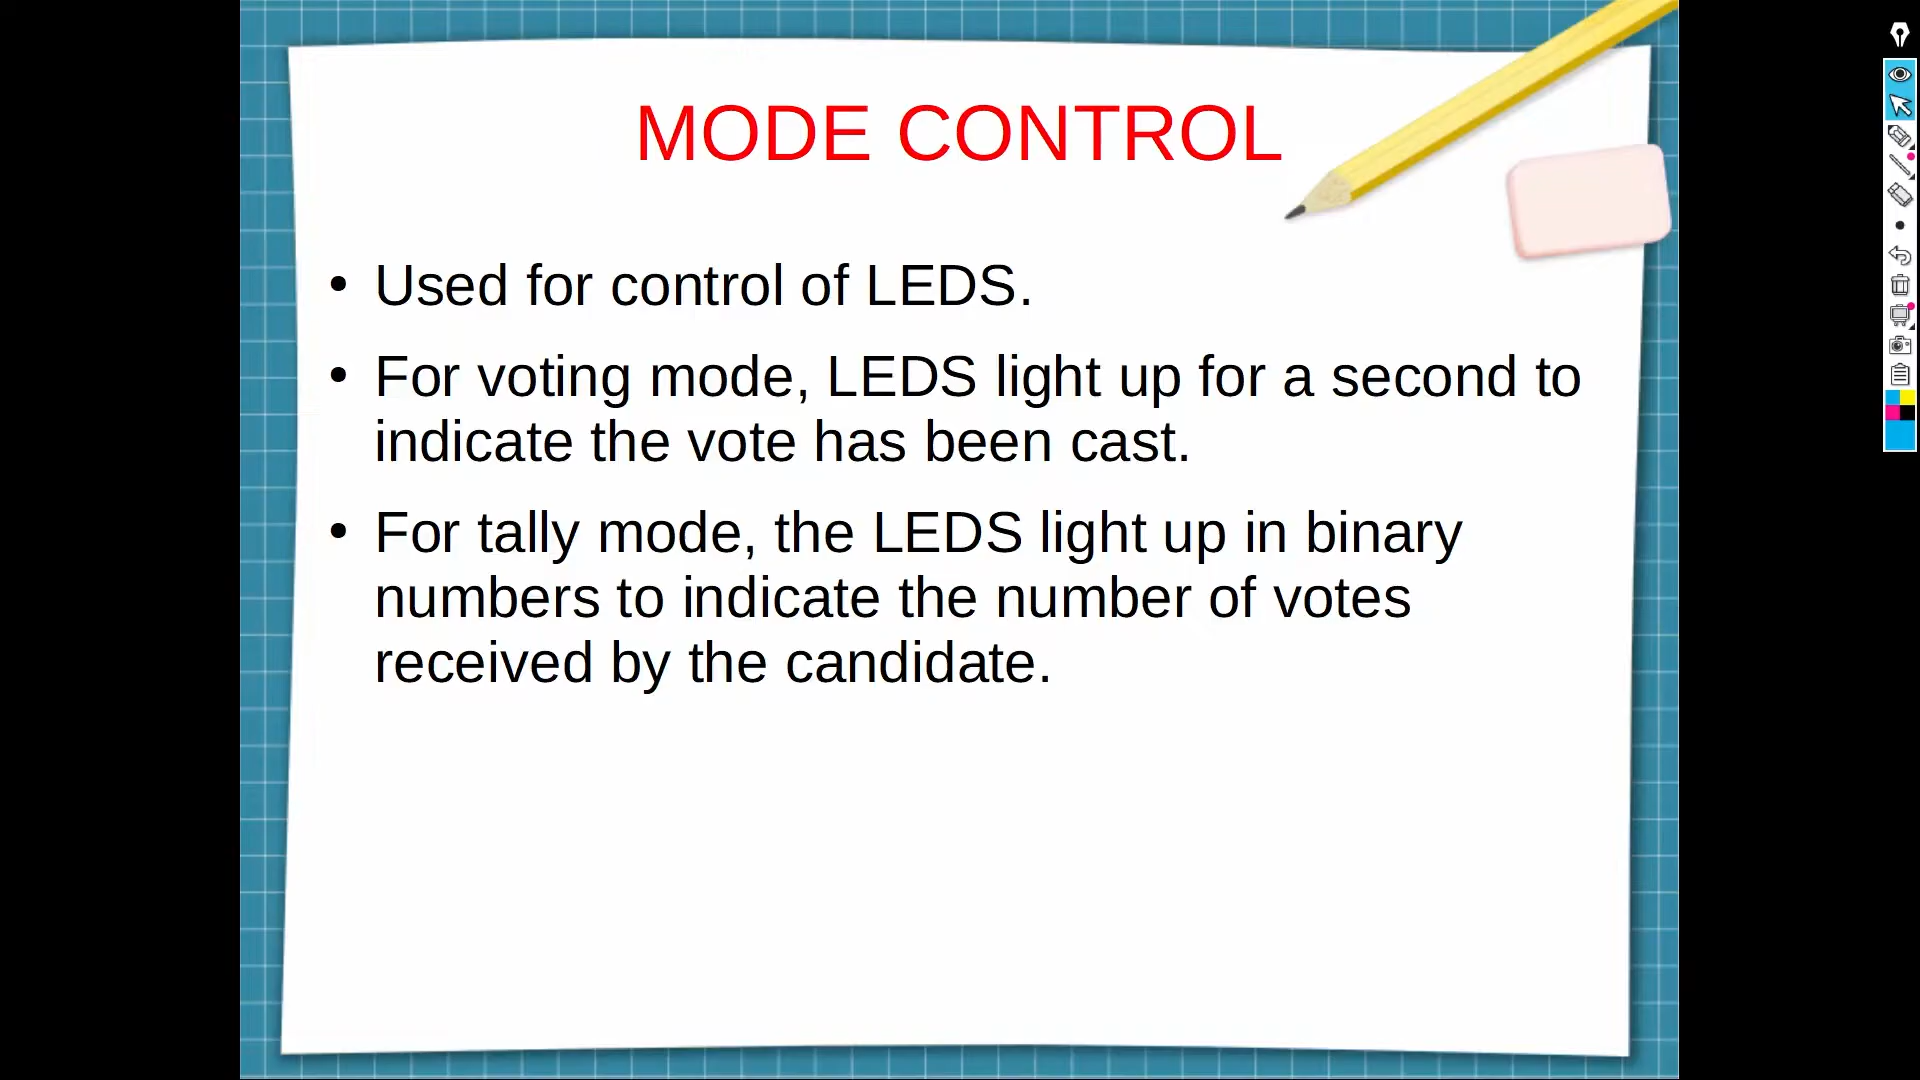 MODE CONTROL
• Used for control of LEDS.
• For voting mode, LEDS light up for a second to
indicate the vote has been cast.
• For tally mode, the LEDS light up in binary
numbers to indicate the number of votes
received by the candidate.